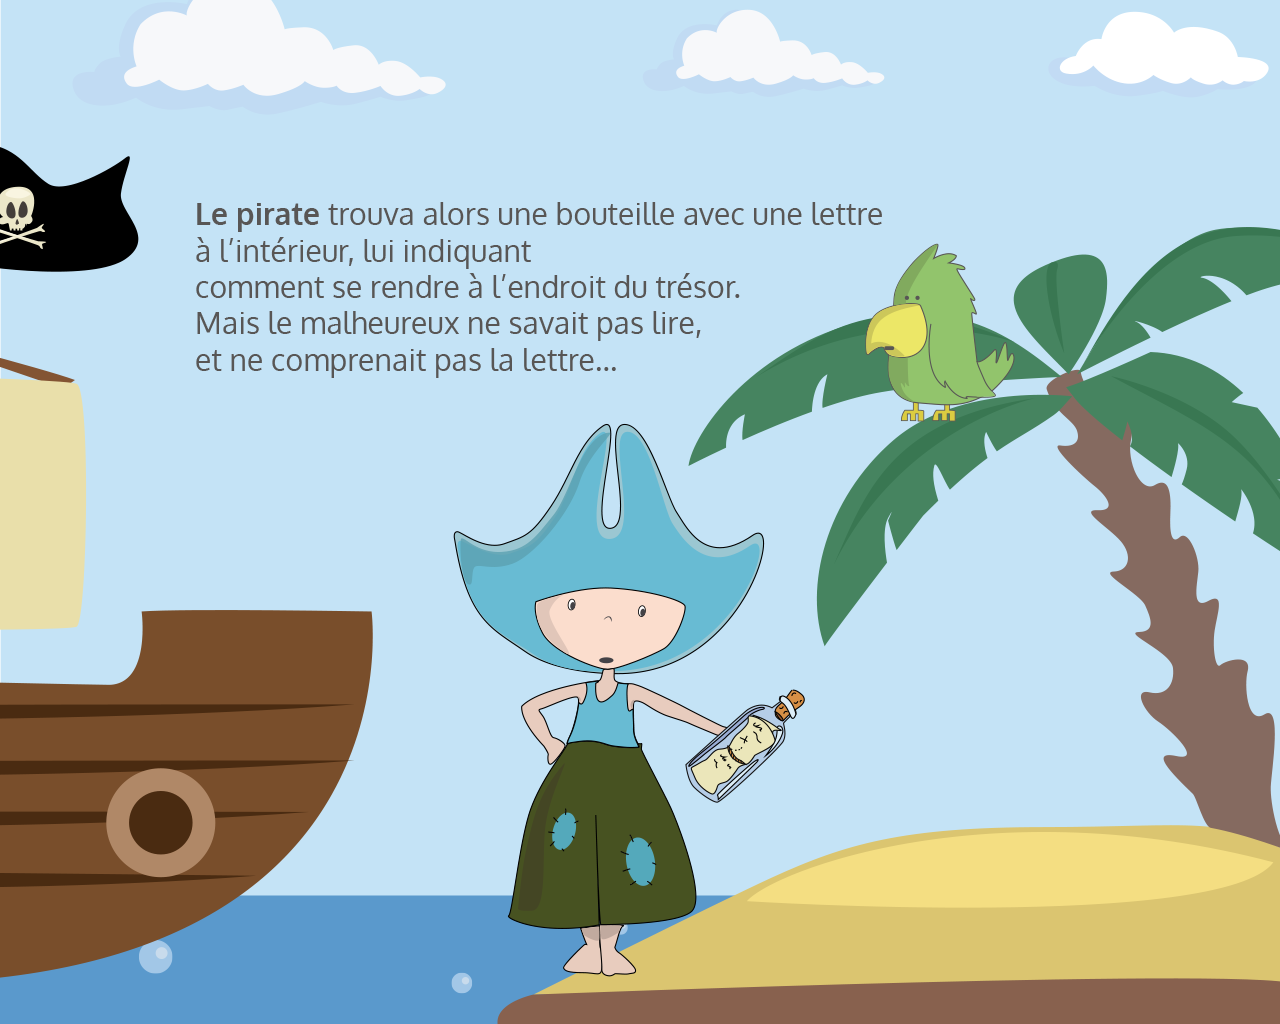 Le pirate trouva alors une bouteille avec une lettre
à l’intérieur, lui indiquant
comment se rendre à l’endroit du trésor.
Mais le malheureux ne savait pas lire,
et ne comprenait pas la lettre...